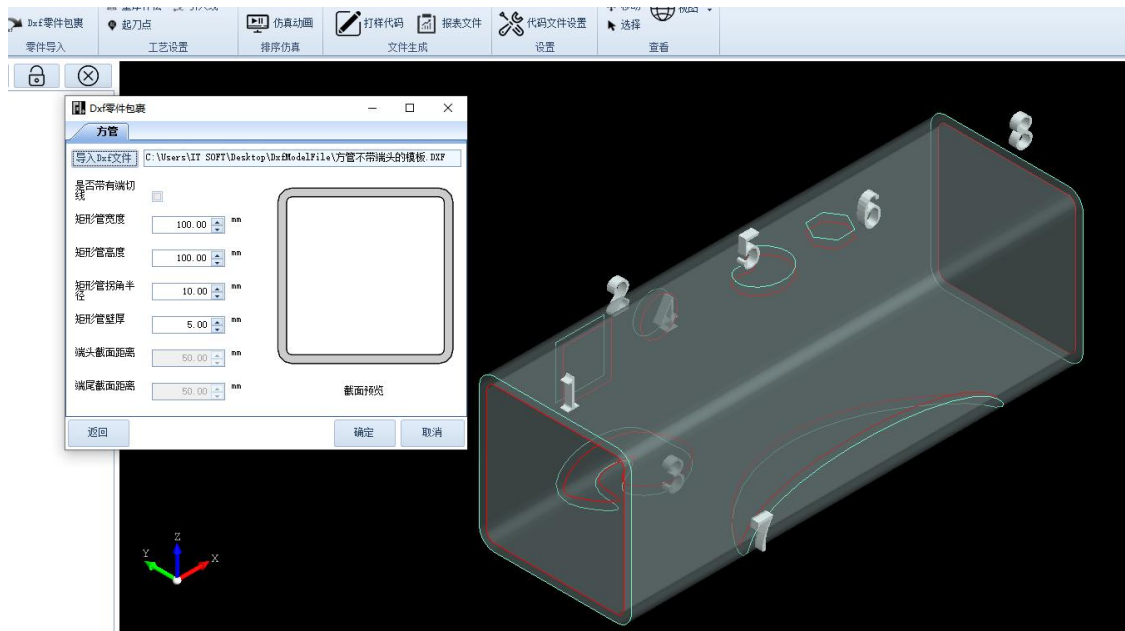 Dxf零件包裹
起刀点
仿真动画
打样代码
报表文件
代码文件设置
选择
零件导入
工艺设置
排序仿真
文件生成
设置
查看
Dxf零件包裹
方管
导入Dxf文件
C:\Users\IT SOFT\Desktop\DxfModelFile\方管不带端头的模板.DXF
是否带有端切
线
矩形管宽度
100.00
mm
矩形管高度
100.00
mm
矩形管拐角半
径
10.00
mm
矩形管壁厚
5.00
mm
端头截面距离
50.00
mm
端尾截面距离
50.00
mm
截面预览
返回
确定
取消
8
6
5
2
4
1
3
7
Z
Y
X